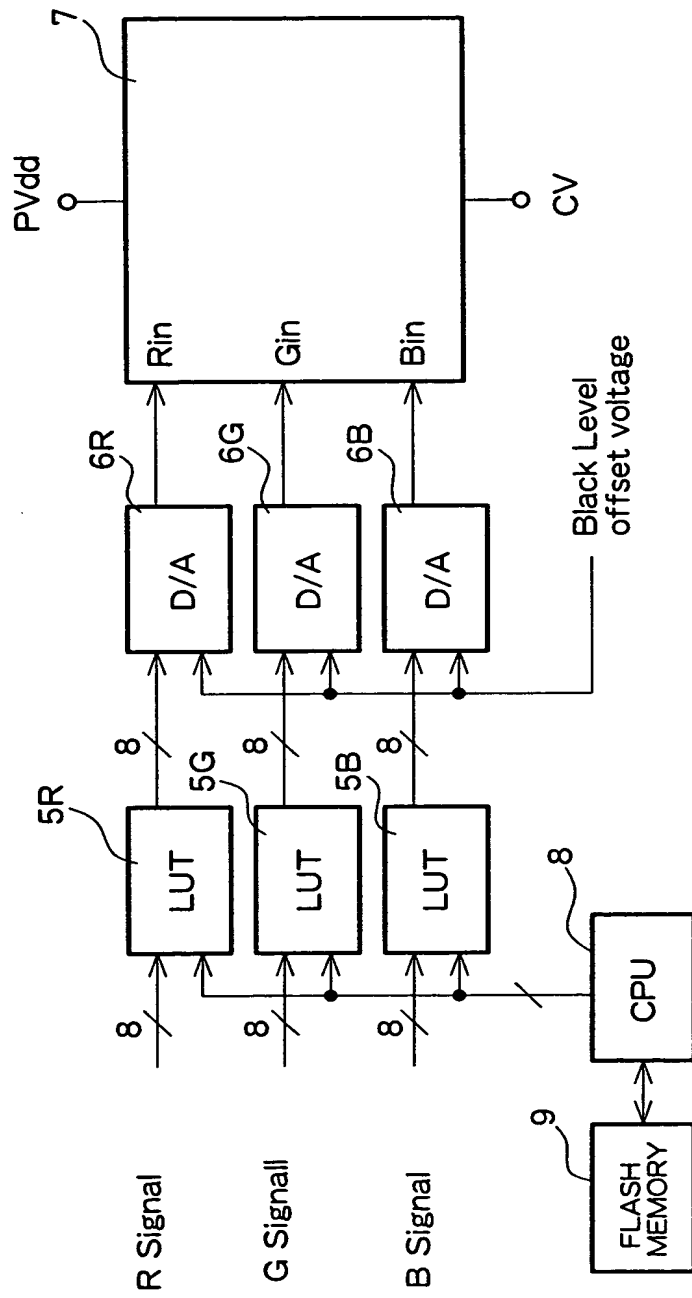 PVdd
7
6R
6G
6B
5R
5G
5B
R Signal
8
LUT
8
D/A
Rin
G Signall
8
LUT
8
D/A
Gin
B Signal
8
LUT
8
D/A
Bin
CV
Black Level
offset voltage
8
CPU
9
FLASH
MEMORY